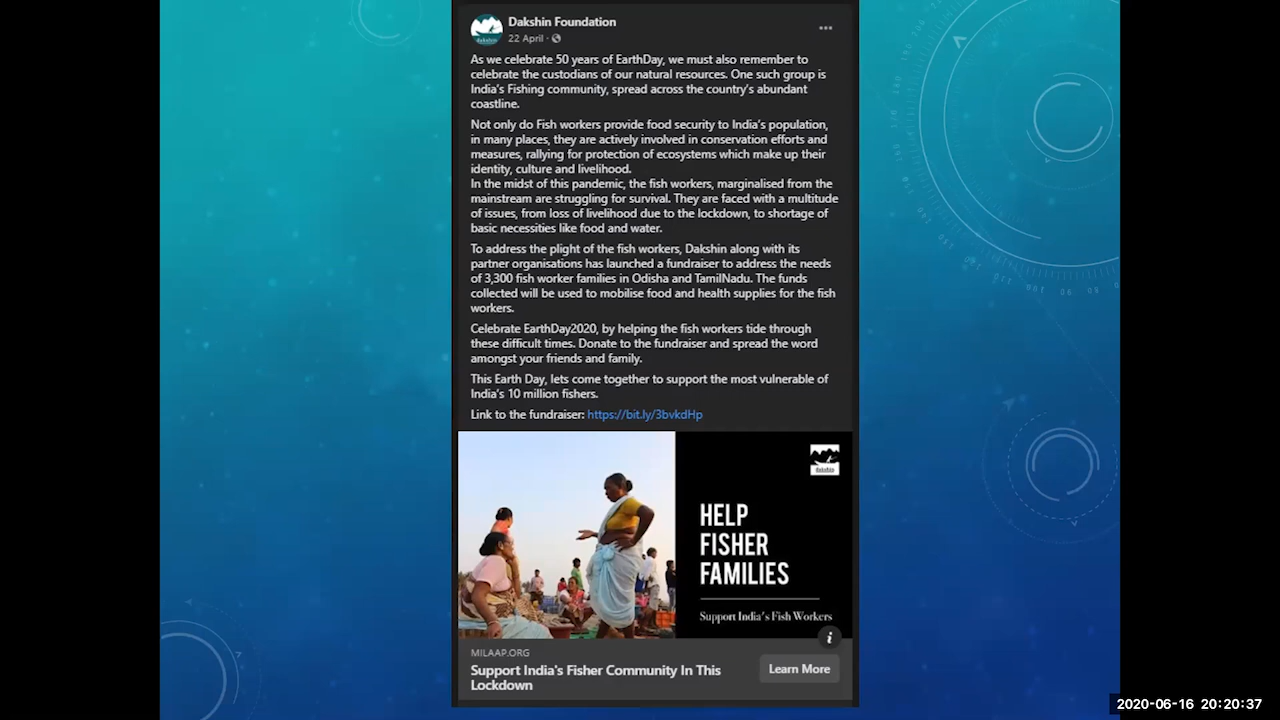 Dakshin Foundation
22 April ·
As we celebrate 50 years of EarthDay, we must also remember to
celebrate the custodians of our natural resources. One such group is
India's Fishing community, spread across the country's abundant
coastline.
Not only do Fish workers provide food security to India's population,
in many places, they are actively involved in conservation efforts and
measures, rallying for protection of ecosystems which make up their
identity, culture and livelihood.
In the midst of this pandemic, the fish workers, marginalised from the
mainstream are struggling for survival. They are faced with a multitude
of issues, from loss of livelihood due to the lockdown, to shortage of
basic necessities like food and water.
To address the plight of the fish workers, Dakshin along with its
partner organisations has launched a fundraiser to address the needs
of 3,300 fish worker families in Odisha and TamilNadu. The funds
collected will be used to mobilise food and health supplies for the fish
workers.
Celebrate EarthDay2020, by helping the fish workers tide through
these difficult times. Donate to the fundraiser and spread the word
amongst your friends and family.
This Earth Day, lets come together to support the most vulnerable of
India's 10 million fishers.
Link to the fundraiser: https://bit.ly/3bvkdHp
dakshin
HELP
FISHER
FAMILIES
Support India's Fish Workers
MILAAP.ORG
Support India's Fisher Community In This
Lockdown
Learn More
2020-06-16 20:20:37